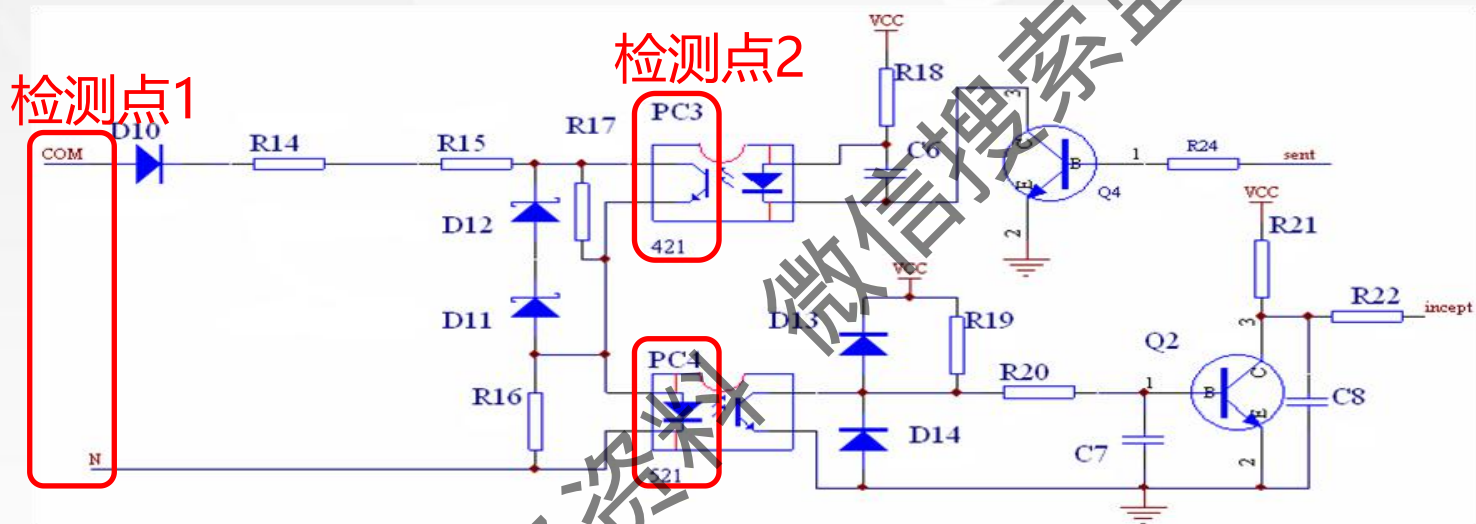 检测点1
检测点2
COM
D10
R14
R15
R17
PC3
421
VCC
R18
C6
3
C
B
E
2
Q4
1
R24
sent
D12
D11
R16
N
PC4
521
VCC
D13
D14
R19
R20
C7
1
Q2
3
C
B
E
2
VCC
R21
R22
incept
C8
微信搜索
资料